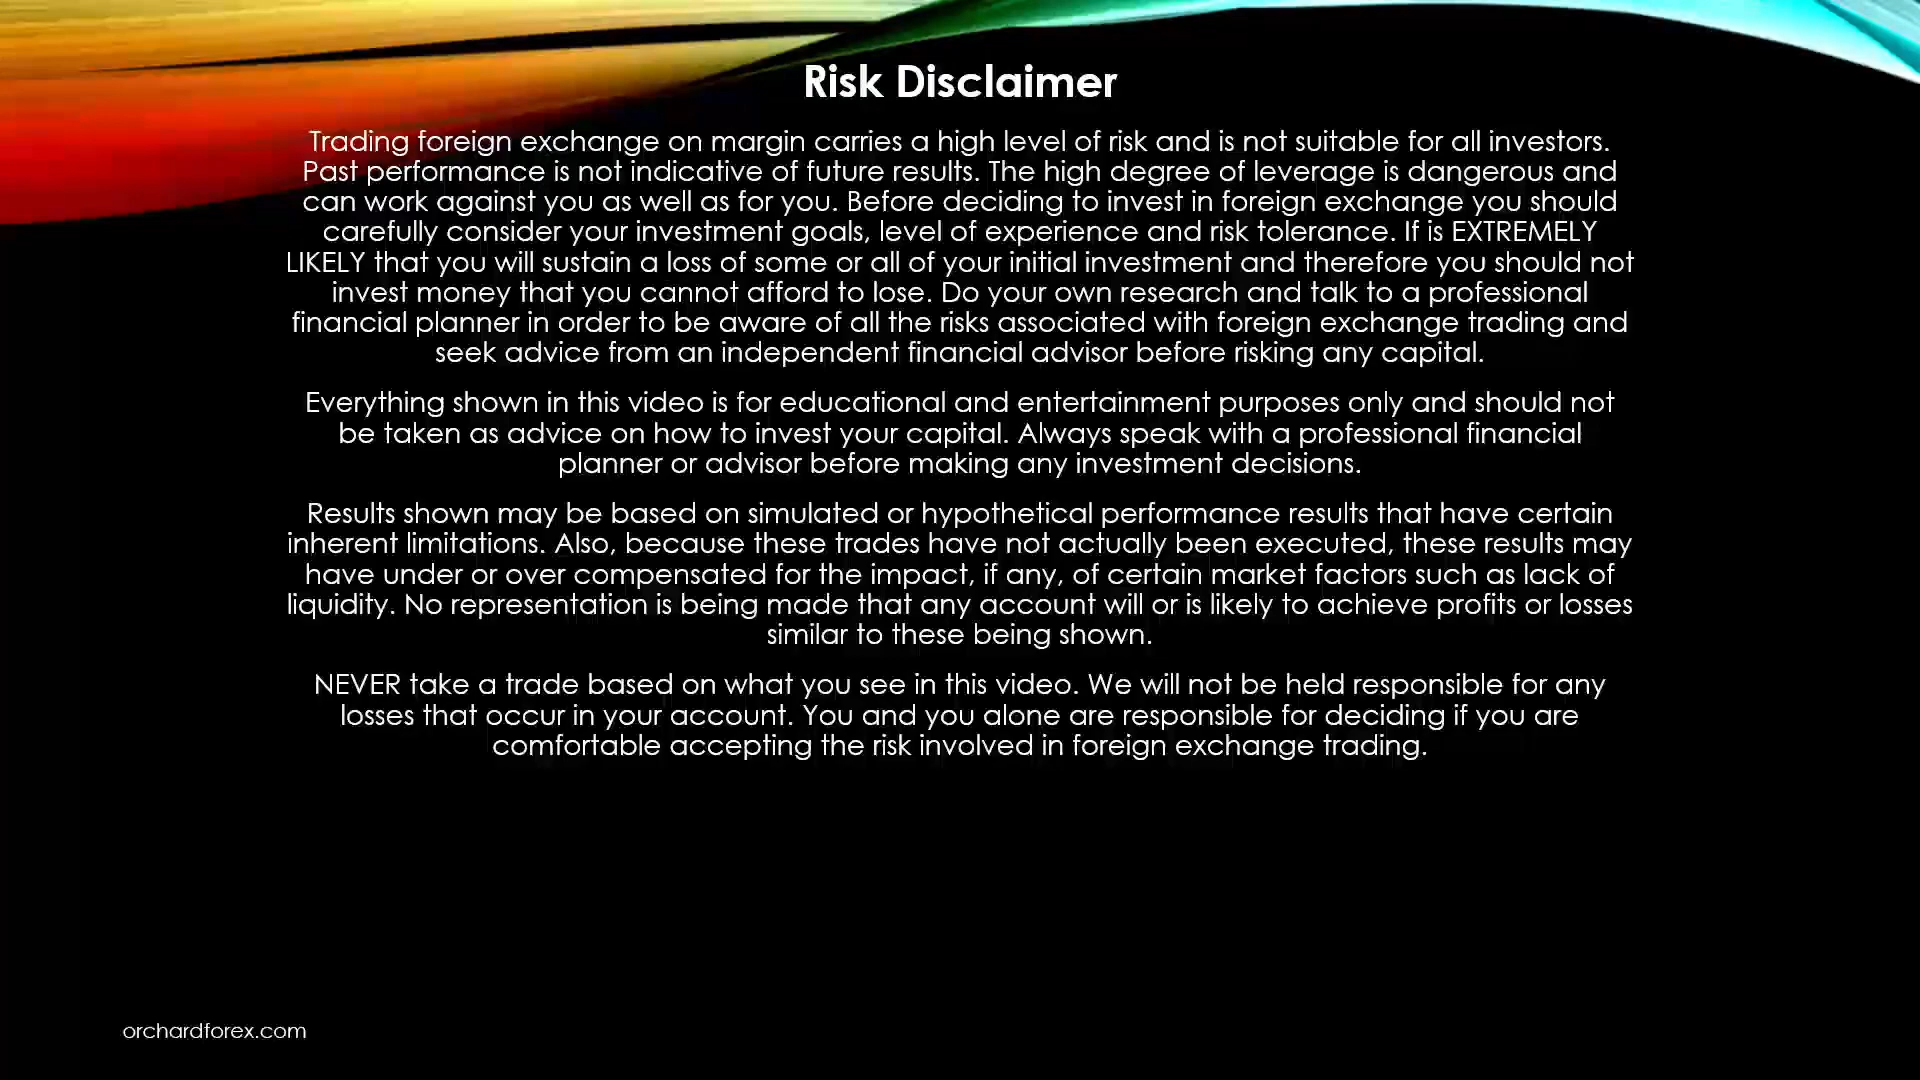 Risk Disclaimer
Trading foreign exchange on margin carries a high level of risk and is not suitable for all investors.
Past performance is not indicative of future results. The high degree of leverage is dangerous and
can work against you as well as for you. Before deciding to invest in foreign exchange you should
carefully consider your investment goals, level of experience and risk tolerance. If is EXTREMELY
LIKELY that you will sustain a loss of some or all of your initial investment and therefore you should not
invest money that you cannot afford to lose. Do your own research and talk to a professional
financial planner in order to be aware of all the risks associated with foreign exchange trading and
seek advice from an independent financial advisor before risking any capital.
Everything shown in this video is for educational and entertainment purposes only and should not
be taken as advice on how to invest your capital. Always speak with a professional financial
planner or advisor before making any investment decisions.
Results shown may be based on simulated or hypothetical performance results that have certain
inherent limitations. Also, because these trades have not actually been executed, these results may
have under or over compensated for the impact, if any, of certain market factors such as lack of
liquidity. No representation is being made that any account will or is likely to achieve profits or losses
similar to these being shown.
NEVER take a trade based on what you see in this video. We will not be held responsible for any
losses that occur in your account. You and you alone are responsible for deciding if you are
comfortable accepting the risk involved in foreign exchange trading.
orchardforex.com